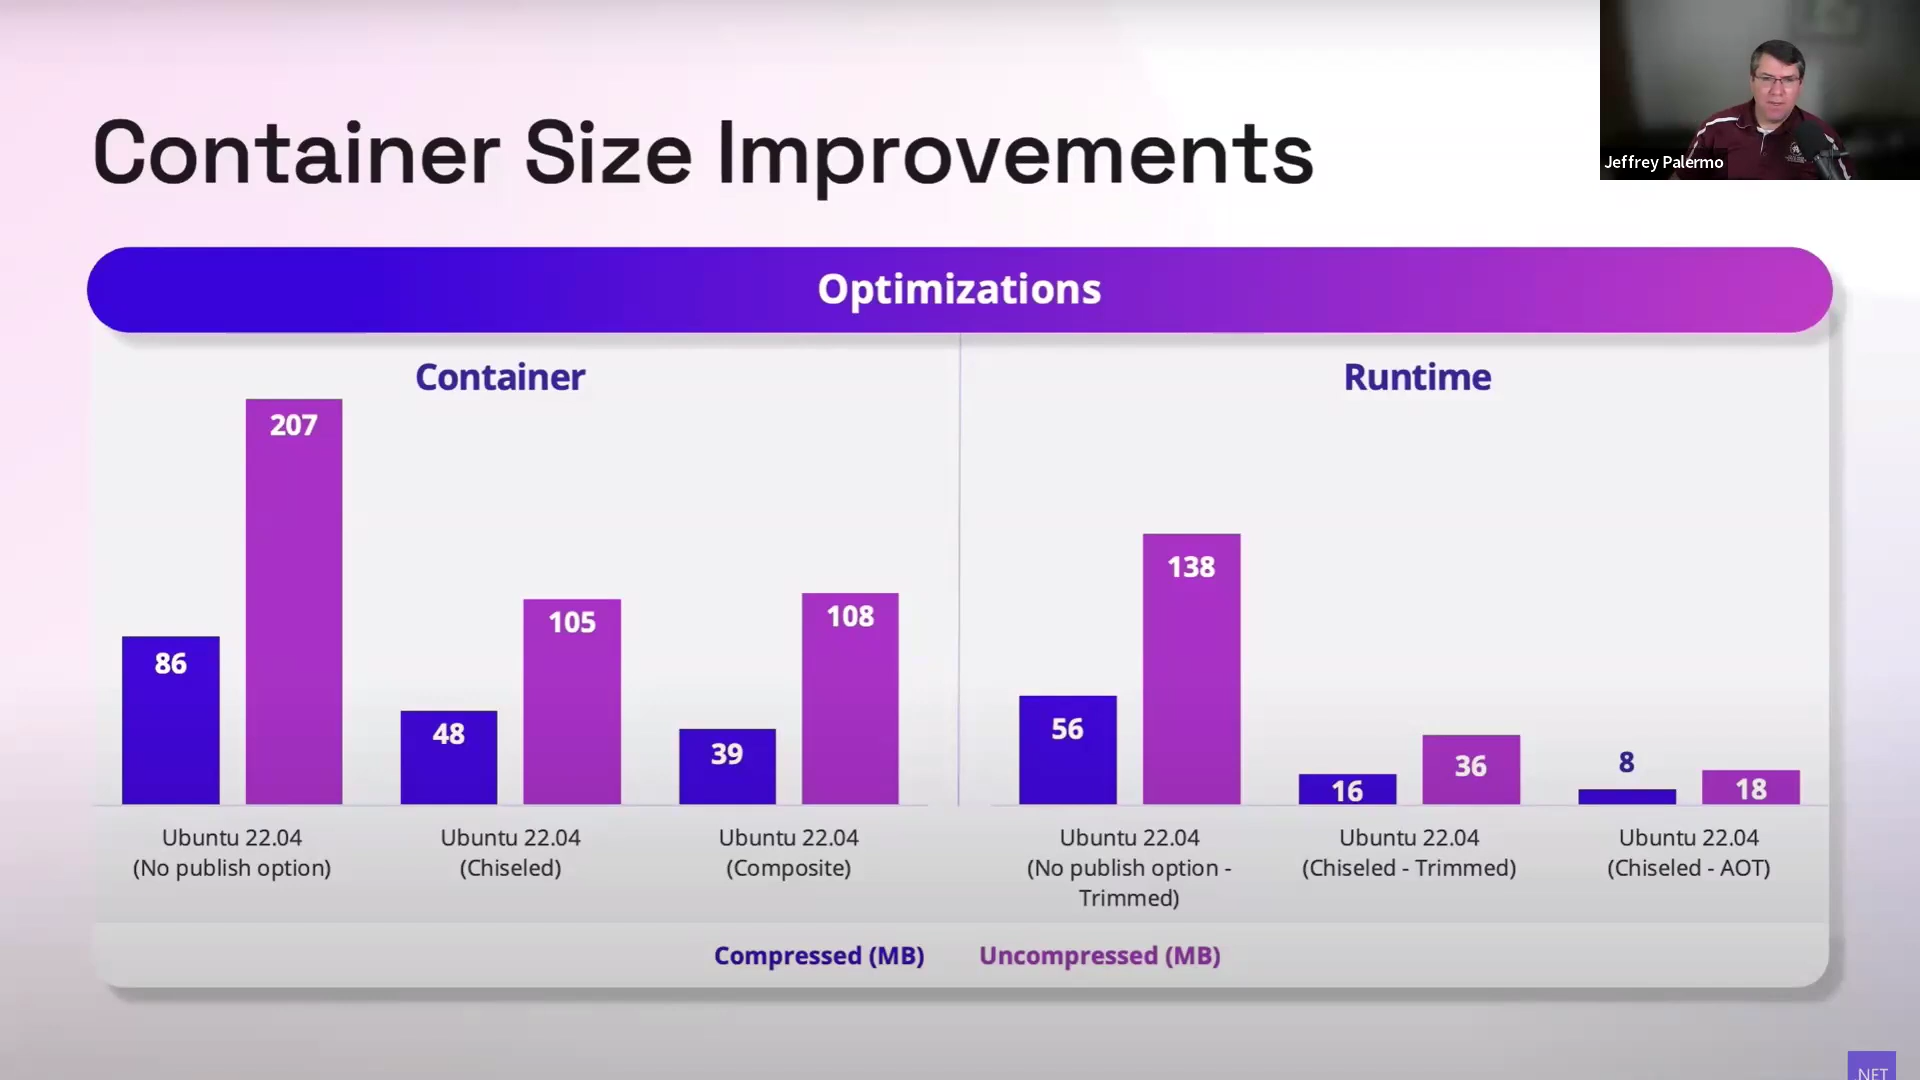 Container Size Improvements
Jeffrey Palermo
Optimizations
Container
Runtime
207
86
105
48
108
39
138
56
36
16
8
18
Ubuntu 22.04
(No publish option)
Ubuntu 22.04
(Chiseled)
Ubuntu 22.04
(Composite)
Ubuntu 22.04
(No publish option -
Trimmed)
Ubuntu 22.04
(Chiseled - Trimmed)
Ubuntu 22.04
(Chiseled - AOT)
Compressed (MB)
Uncompressed (MB)
.NET